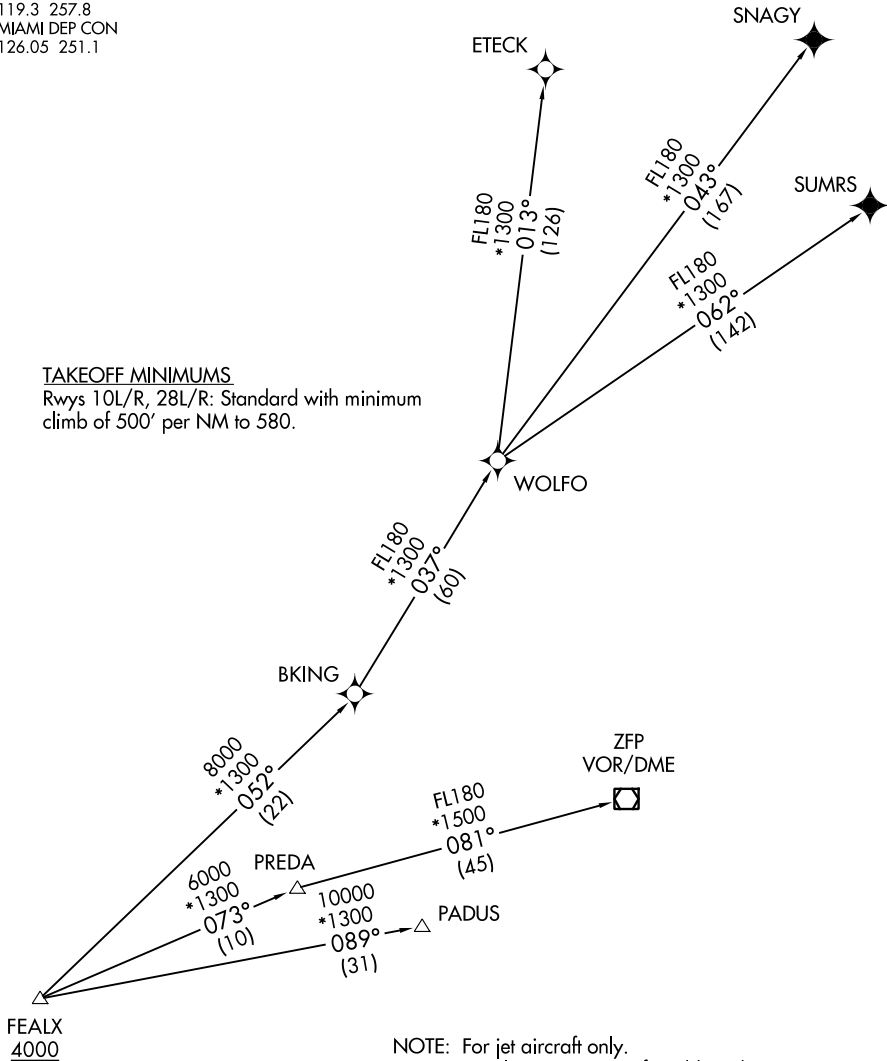 119.3 257.8
MIAMI DEP CON
126.05 251.1
SNAGY
ETECK
FL180
*1300
043°
(167)
SUMRS
FL180
*1300
013°
(126)
FL180
*1300
062°
(142)
TAKEOFF MINIMUMS
Rwys 10L/R, 28L/R: Standard with minimum
climb of 500' per NM to 580.
WOLFO
FL180
*1300
037°
(60)
BKING
8000
*1300
052°
(22)
ZFP
VOR/DME
FL180
*1500
081°
(45)
PREDA
6000
*1300
073°
(10)
10000
*1300
089°
(31)
PADUS
FEALX
4000
NOTE: For jet aircraft only.